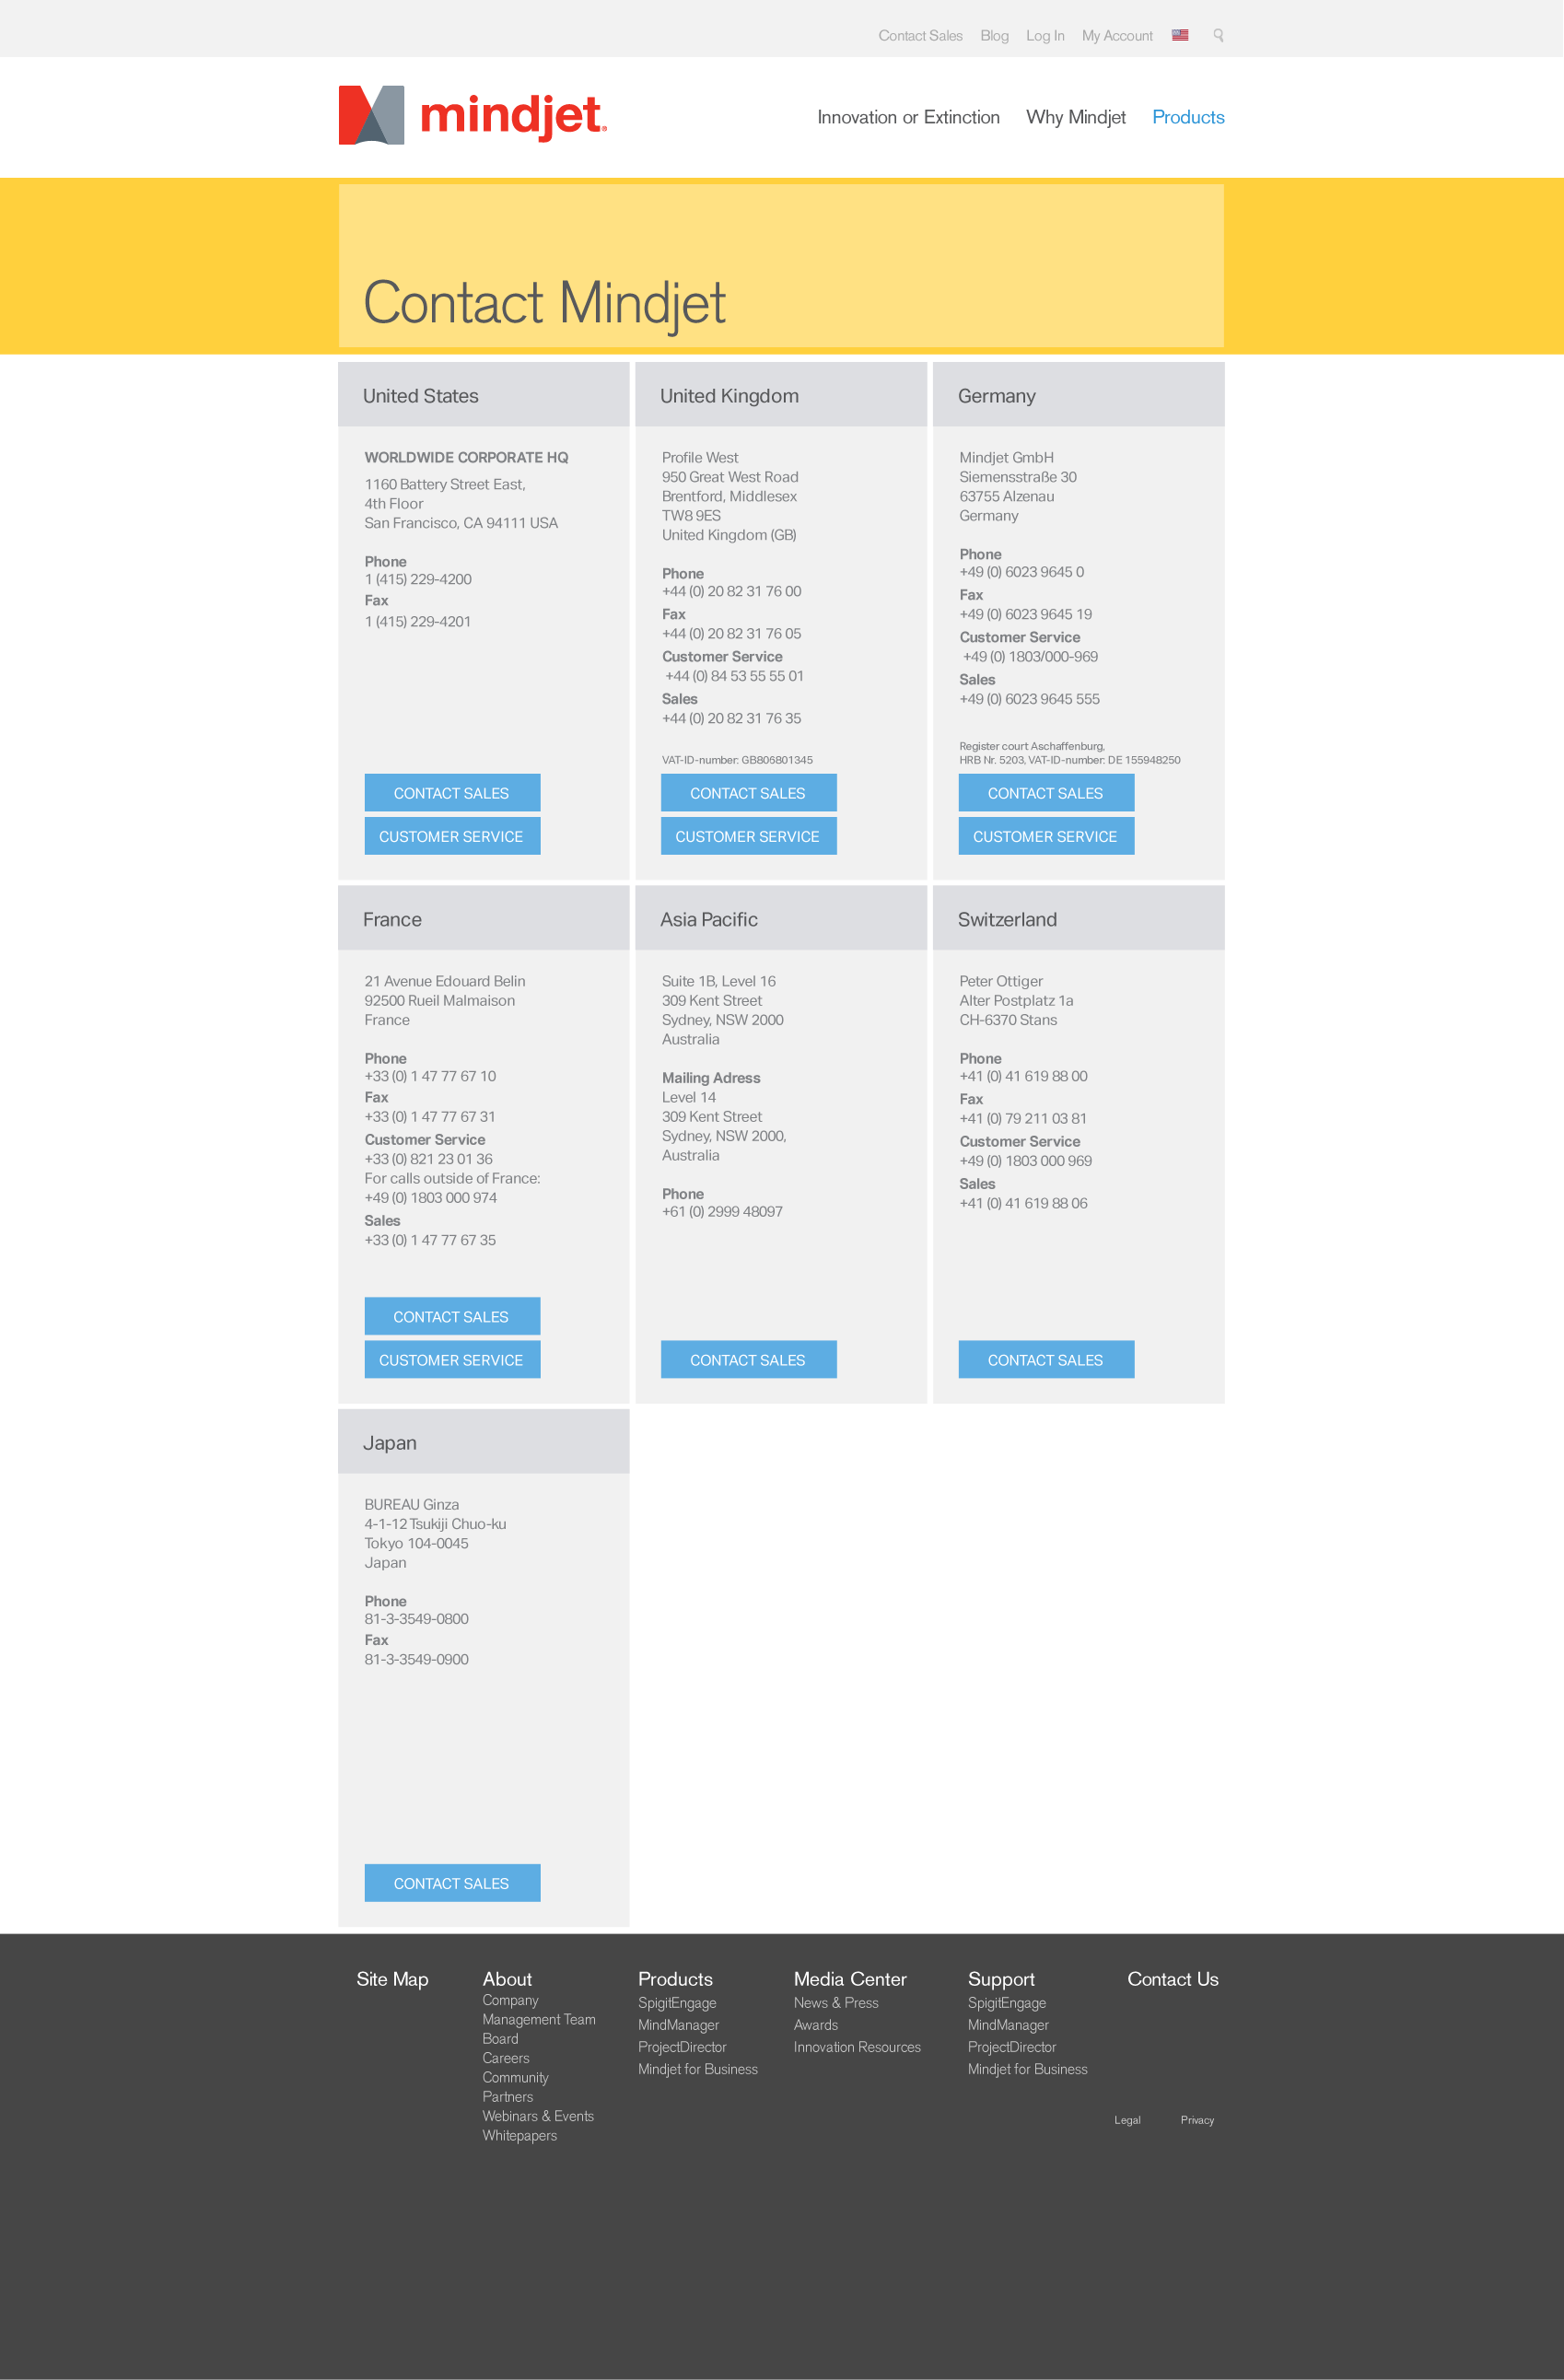 Contact Sales Blog Log In My Account
mindjet®
Innovation or Extinction Why Mindjet Products
Contact Mindjet
United States
WORLDWIDE CORPORATE HQ
1160 Battery Street East,
4th Floor
San Francisco, CA 94111 USA
Phone
1 (415) 229-4200
Fax
1 (415) 229-4201
CONTACT SALES
CUSTOMER SERVICE
United Kingdom
Profile West
950 Great West Road
Brentford, Middlesex
TW8 9ES
United Kingdom (GB)
Phone
+44 (0) 20 82 31 76 00
Fax
+44 (0) 20 82 31 76 05
Customer Service
+44 (0) 84 53 55 55 01
Sales
+44 (0) 20 82 31 76 35
VAT-ID-number: GB806801345
CONTACT SALES
CUSTOMER SERVICE
Germany
Mindjet GmbH
Siemensstraße 30
63755 Alzenau
Germany
Phone
+49 (0) 6023 9645 0
Fax
+49 (0) 6023 9645 19
Customer Service
+49 (0) 1803/000-969
Sales
+49 (0) 6023 9645 555
Register court Aschaffenburg,
HRB Nr. 5203, VAT-ID-number: DE 155948250
CONTACT SALES
CUSTOMER SERVICE
France
21 Avenue Edouard Belin
92500 Rueil Malmaison
France
Phone
+33 (0) 1 47 77 67 10
Fax
+33 (0) 1 47 77 67 31
Customer Service
+33 (0) 821 23 01 36
For calls outside of France:
+49 (0) 1803 000 974
Sales
+33 (0) 1 47 77 67 35
CONTACT SALES
CUSTOMER SERVICE
Asia Pacific
Suite 1B, Level 16
309 Kent Street
Sydney, NSW 2000
Australia
Mailing Adress
Level 14
309 Kent Street
Sydney, NSW 2000,
Australia
Phone
+61 (0) 2999 48097
CONTACT SALES
Switzerland
Peter Ottiger
Alter Postplatz 1a
CH-6370 Stans
Phone
+41 (0) 41 619 88 00
Fax
+41 (0) 79 211 03 81
Customer Service
+49 (0) 1803 000 969
Sales
+41 (0) 41 619 88 06
CONTACT SALES
Japan
BUREAU Ginza
4-1-12 Tsukiji Chuo-ku
Tokyo 104-0045
Japan
Phone
81-3-3549-0800
Fax
81-3-3549-0900
CONTACT SALES
Site Map
About
Company
Management Team
Board
Careers
Community
Partners
Webinars & Events
Whitepapers
Products
SpigitEngage
MindManager
ProjectDirector
Mindjet for Business
Media Center
News & Press
Awards
Innovation Resources
Support
SpigitEngage
MindManager
ProjectDirector
Mindjet for Business
Contact Us
Legal Privacy